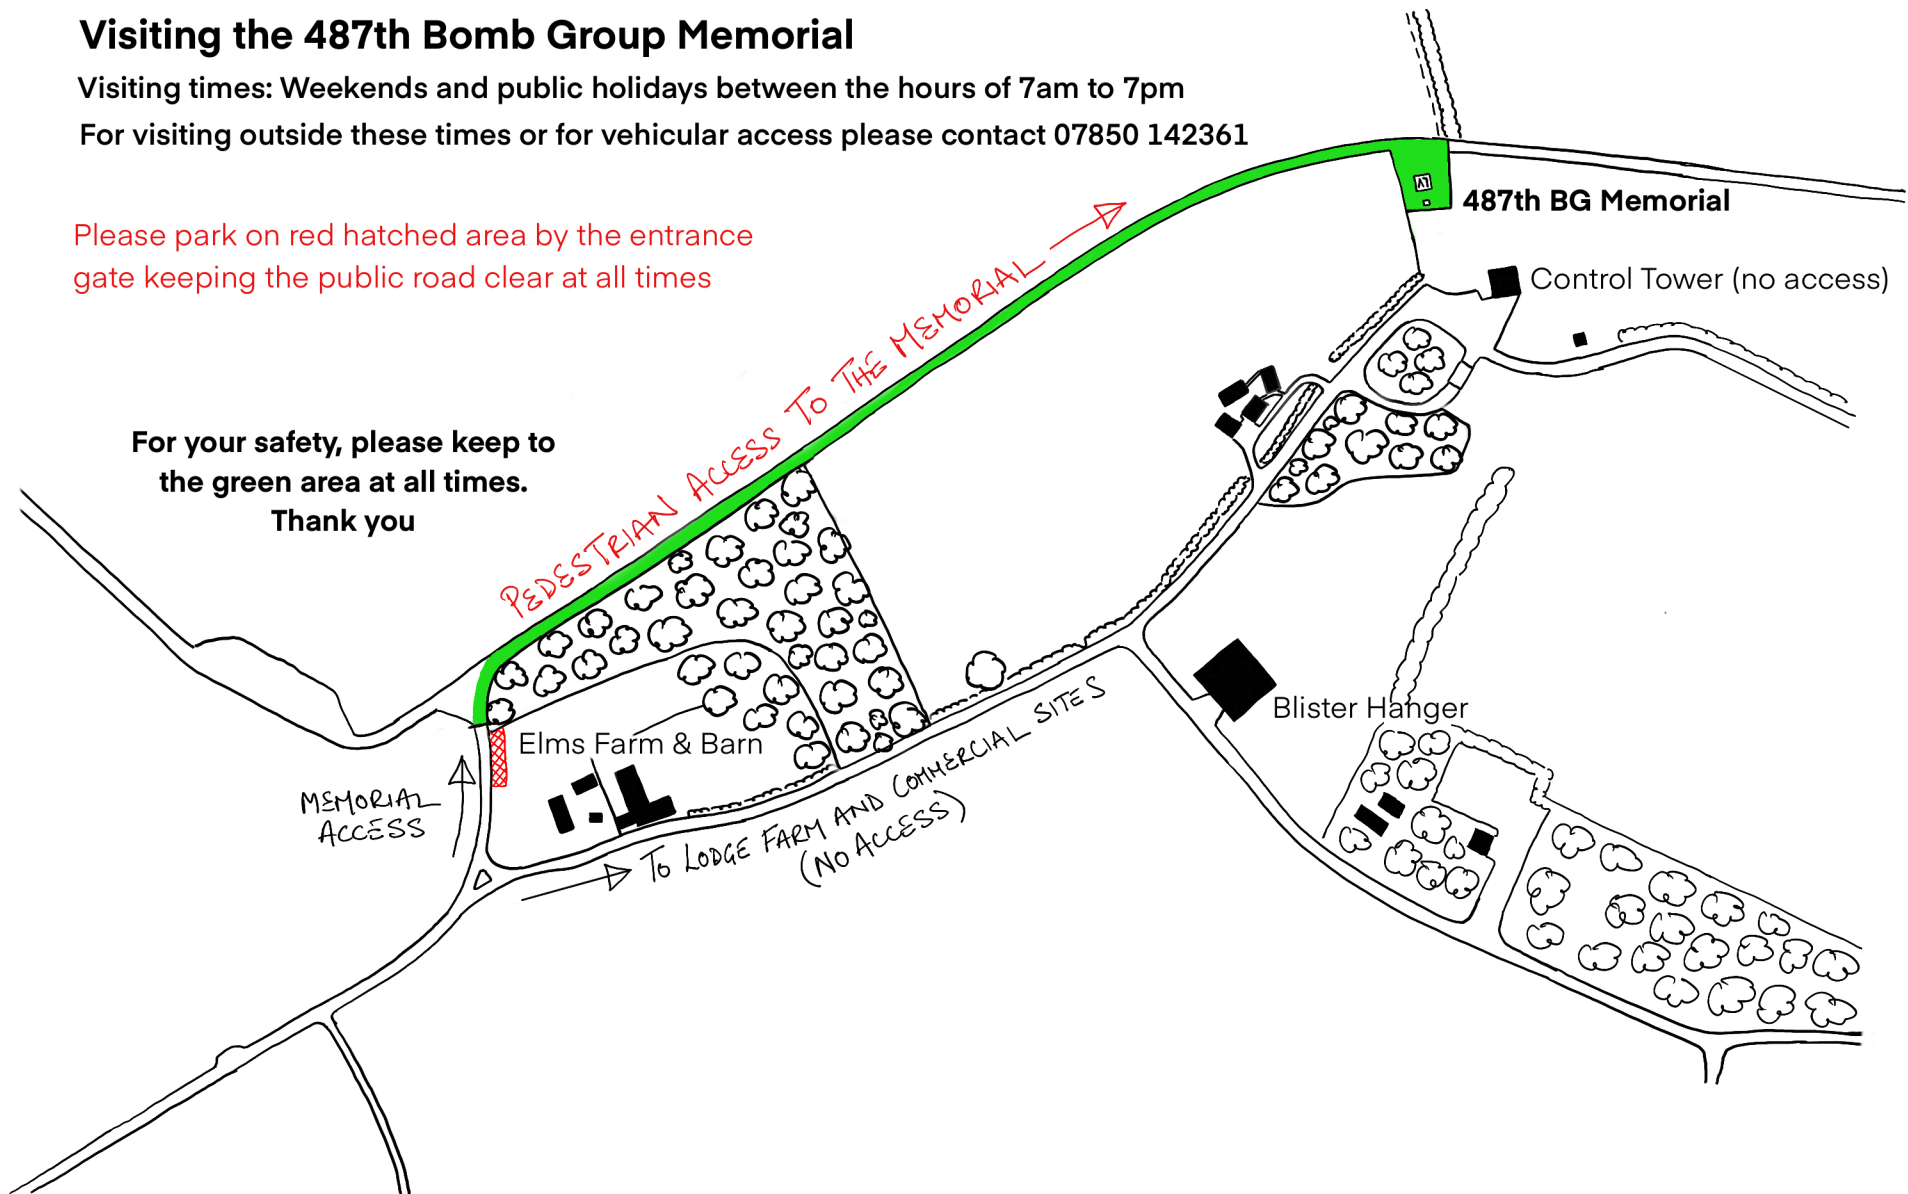 Visiting the 487th Bomb Group Memorial
Visiting times: Weekends and public holidays between the hours of 7am to 7pm
For visiting outside these times or for vehicular access please contact 07850 142361
Please park on red hatched area by the entrance
gate keeping the public road clear at all times
487th BG Memorial
Control Tower (no access)
PEDESTRIAN ACCESS TO THE MEMORIAL
For your safety, please keep to
the green area at all times.
Thank you
Blister Hanger
Elms Farm & Barn
MEMORIAL
ACCESS
TO LODGE FARM AND COMMERCIAL SITES
(NO ACCESS)